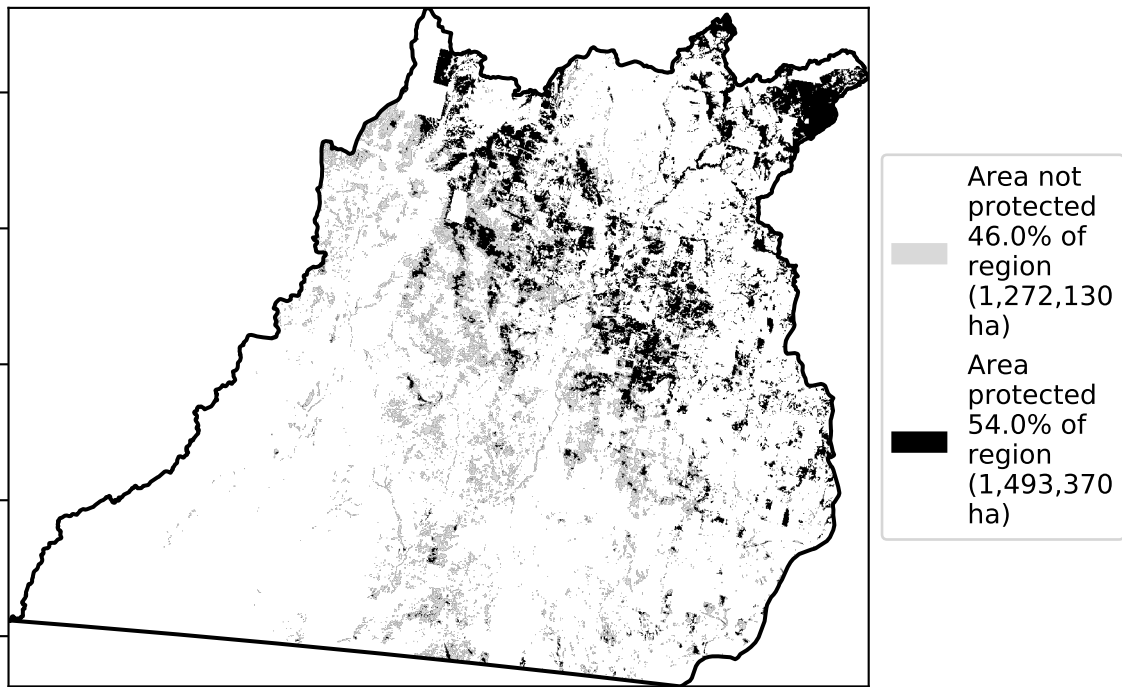 Area not
protected
46.0% of
region
(1,272,130
ha)
Area
protected
54.0% of
region
(1,493,370
ha)